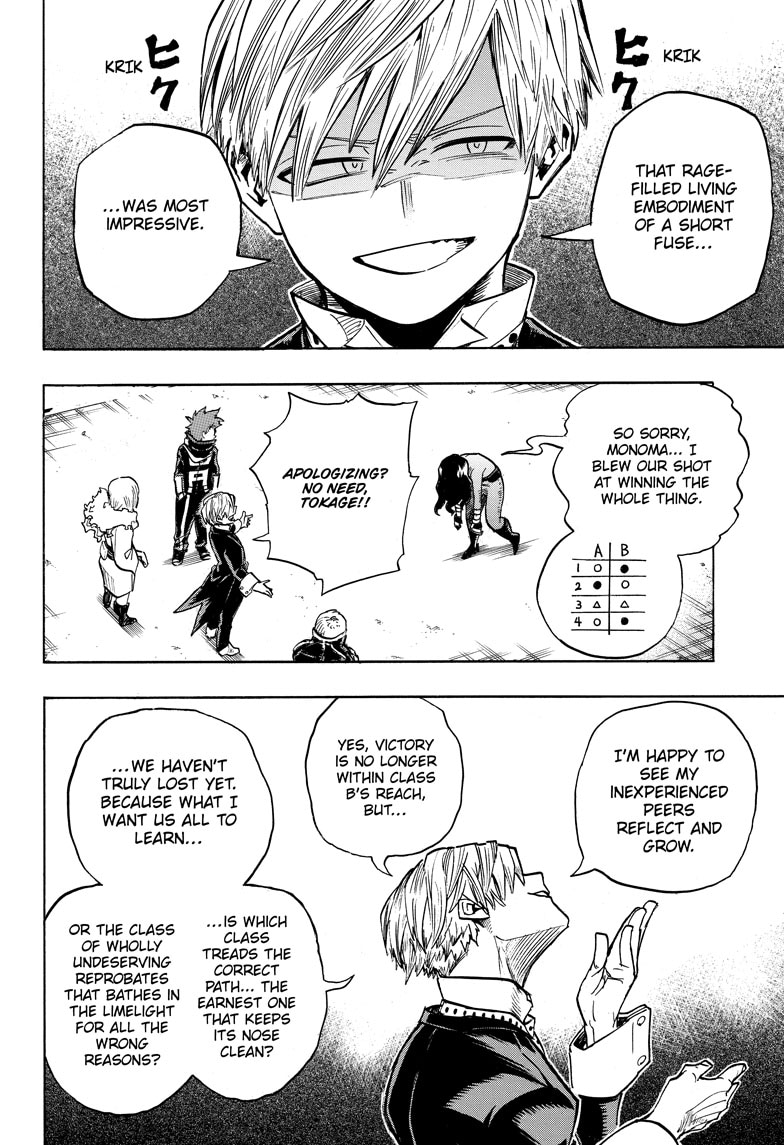 ヒク
KRIK
THAT RAGE-
FILLED LIVING
EMBODIMENT
OF A SHORT
FUSE...
ヒク
KRIK
...WAS MOST
IMPRESSIVE.
SO SORRY,
MONOMA... I
BLEW OUR SHOT
AT WINNING THE
WHOLE THING.
A B
1 ○ ●
2 ● ○
3 △ △
4 ○ ●
APOLOGIZING?
NO NEED,
TOKAGE!!
I'M HAPPY TO
SEE MY
INEXPERIENCED
PEERS
REFLECT AND
GROW.
YES, VICTORY
IS NO LONGER
WITHIN CLASS
B'S REACH,
BUT...
...WE HAVEN'T
TRULY LOST YET.
BECAUSE WHAT I
WANT US ALL TO
LEARN...
...IS WHICH
CLASS
TREADS THE
CORRECT
PATH... THE
EARNEST ONE
THAT KEEPS
ITS NOSE
CLEAN?
OR THE CLASS
OF WHOLLY
UNDESERVING
REPROBATES
THAT BATHES IN
THE LIMELIGHT
FOR ALL THE
WRONG
REASONS?